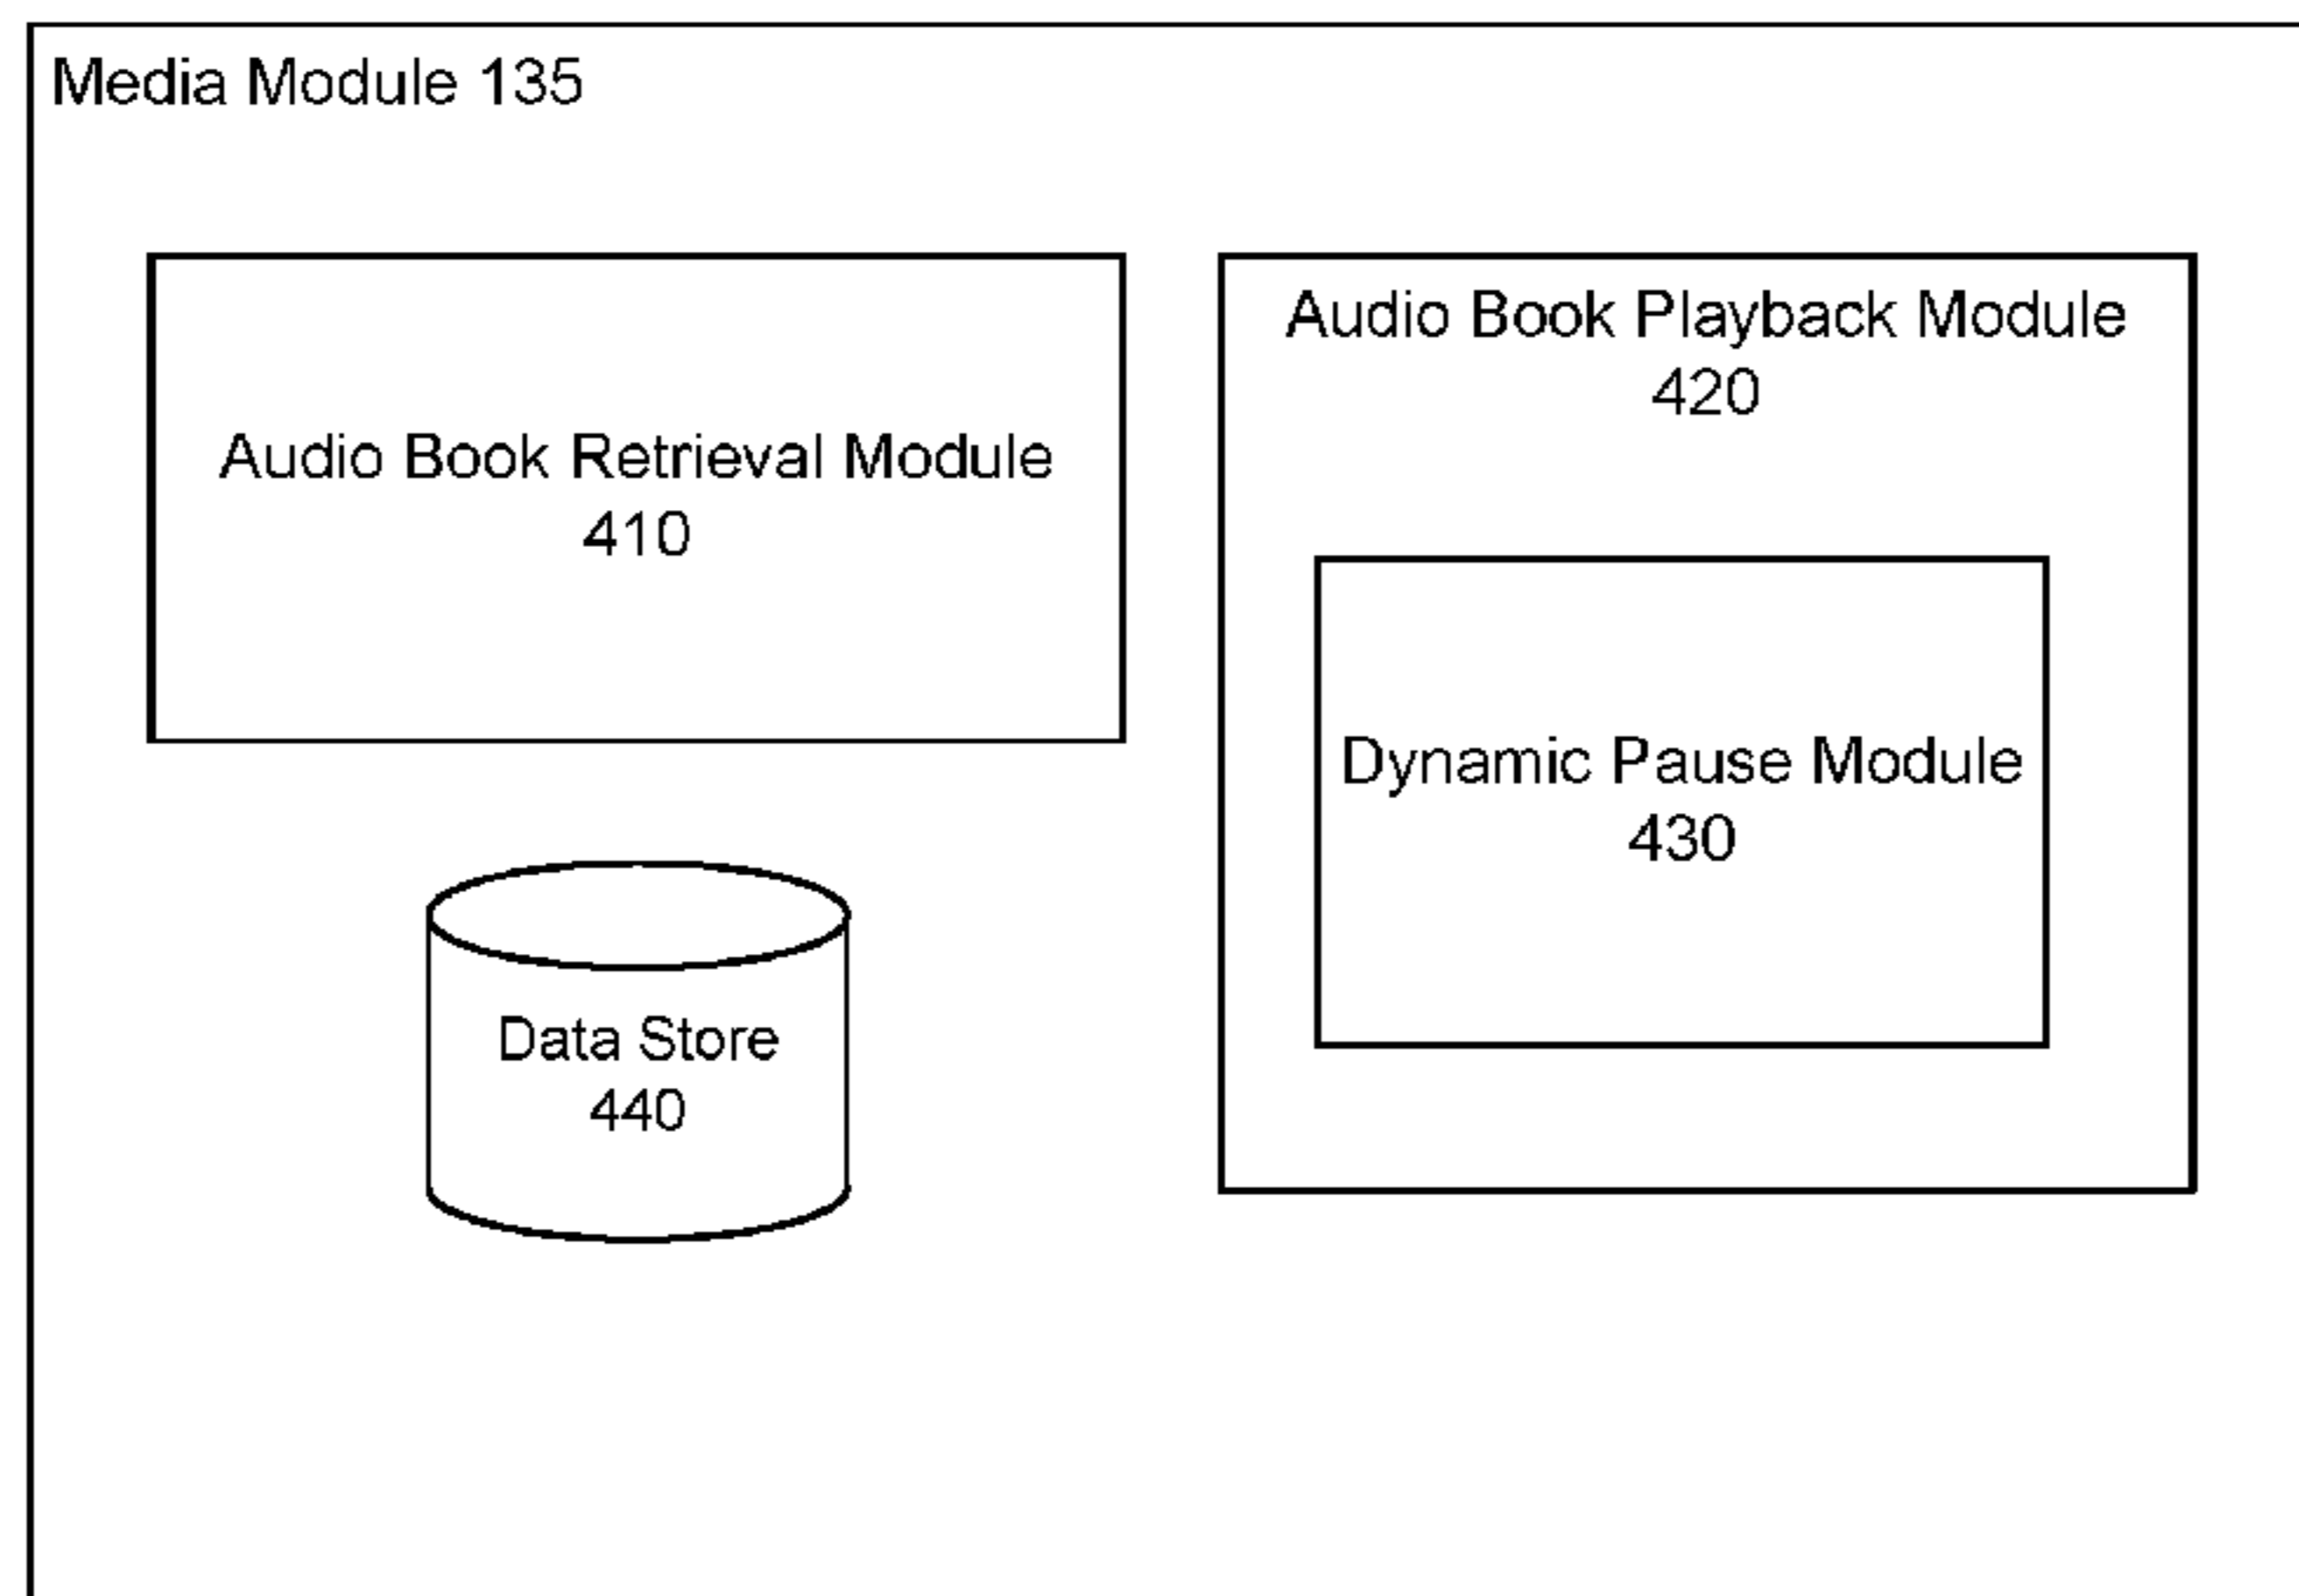 Media Module 135
Audio Book Retrieval Module
410
Audio Book Playback Module
420
Dynamic Pause Module
430
Data Store
440